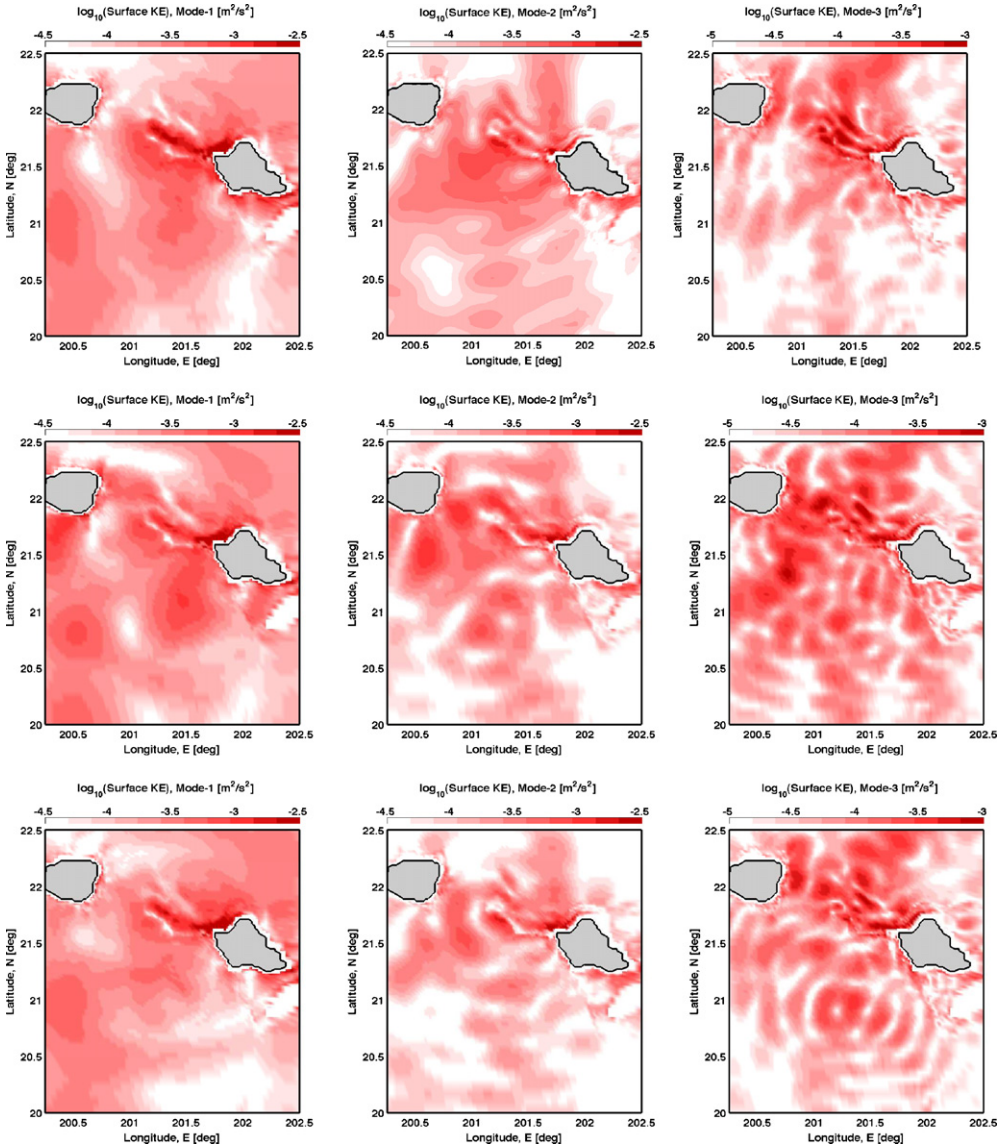 log10(Surface KE), Mode-1 [m²/s²]
-4.5 -4 -3.5 -3 -2.5
22.5
22
21.5
21
20.5
20
Latitude, N [deg]
200.5 201 201.5 202 202.5
Longitude, E [deg]
log10(Surface KE), Mode-2 [m²/s²]
-4.5 -4 -3.5 -3 -2.5
22.5
22
21.5
21
20.5
20
Latitude, N [deg]
200.5 201 201.5 202 202.5
Longitude, E [deg]
log10(Surface KE), Mode-3 [m²/s²]
-5 -4.5 -4 -3.5 -3
22.5
22
21.5
21
20.5
20
Latitude, N [deg]
200.5 201 201.5 202 202.5
Longitude, E [deg]
log10(Surface KE), Mode-1 [m²/s²]
-4.5 -4 -3.5 -3 -2.5
22.5
22
21.5
21
20.5
20
Latitude, N [deg]
200.5 201 201.5 202 202.5
Longitude, E [deg]
log10(Surface KE), Mode-2 [m²/s²]
-4.5 -4 -3.5 -3 -2.5
22.5
22
21.5
21
20.5
20
Latitude, N [deg]
200.5 201 201.5 202 202.5
Longitude, E [deg]
log10(Surface KE), Mode-3 [m²/s²]
-5 -4.5 -4 -3.5 -3
22.5
22
21.5
21
20.5
20
Latitude, N [deg]
200.5 201 201.5 202 202.5
Longitude, E [deg]
log10(Surface KE), Mode-1 [m²/s²]
-4.5 -4 -3.5 -3 -2.5
22.5
22
21.5
21
20.5
20
Latitude, N [deg]
200.5 201 201.5 202 202.5
Longitude, E [deg]
log10(Surface KE), Mode-2 [m²/s²]
-4.5 -4 -3.5 -3 -2.5
22.5
22
21.5
21
20.5
20
Latitude, N [deg]
200.5 201 201.5 202 202.5
Longitude, E [deg]
log10(Surface KE), Mode-3 [m²/s²]
-5 -4.5 -4 -3.5 -3
22.5
22
21.5
21
20.5
20
Latitude, N [deg]
200.5 201 201.5 202 202.5
Longitude, E [deg]